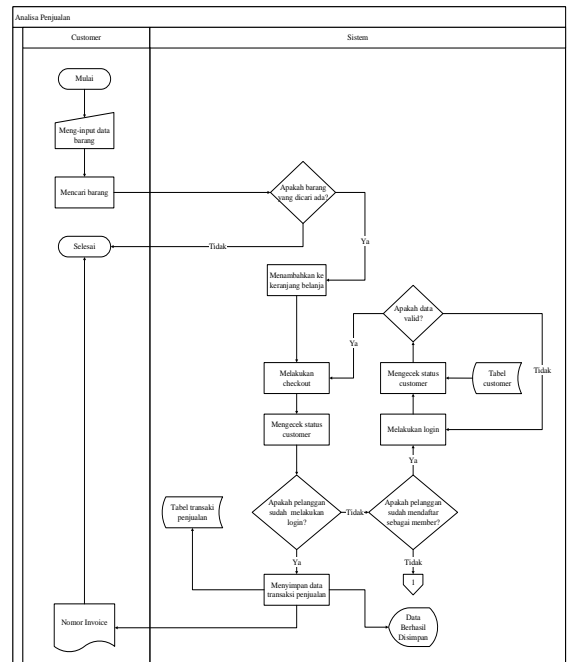 Analisa Penjualan
Customer
Sistem
Mulai
Meng-input data
barang
Mencari barang
Apakah barang
yang dicari ada?
Selesai
Tidak
Ya
Menambahkan ke
keranjang belanja
Apakah data
valid?
Ya
Tidak
Melakukan
checkout
Mengecek status
customer
Tabel
customer
Mengecek status
customer
Melakukan login
Ya
Tabel transaki
penjualan
Apakah pelanggan
sudah melakukan
login?
Tidak
Apakah pelanggan
sudah mendaftar
sebagai member?
Ya
Tidak
Menyimpan data
transaksi penjualan
1
Nomor Invoice
Data
Berhasil
Disimpan